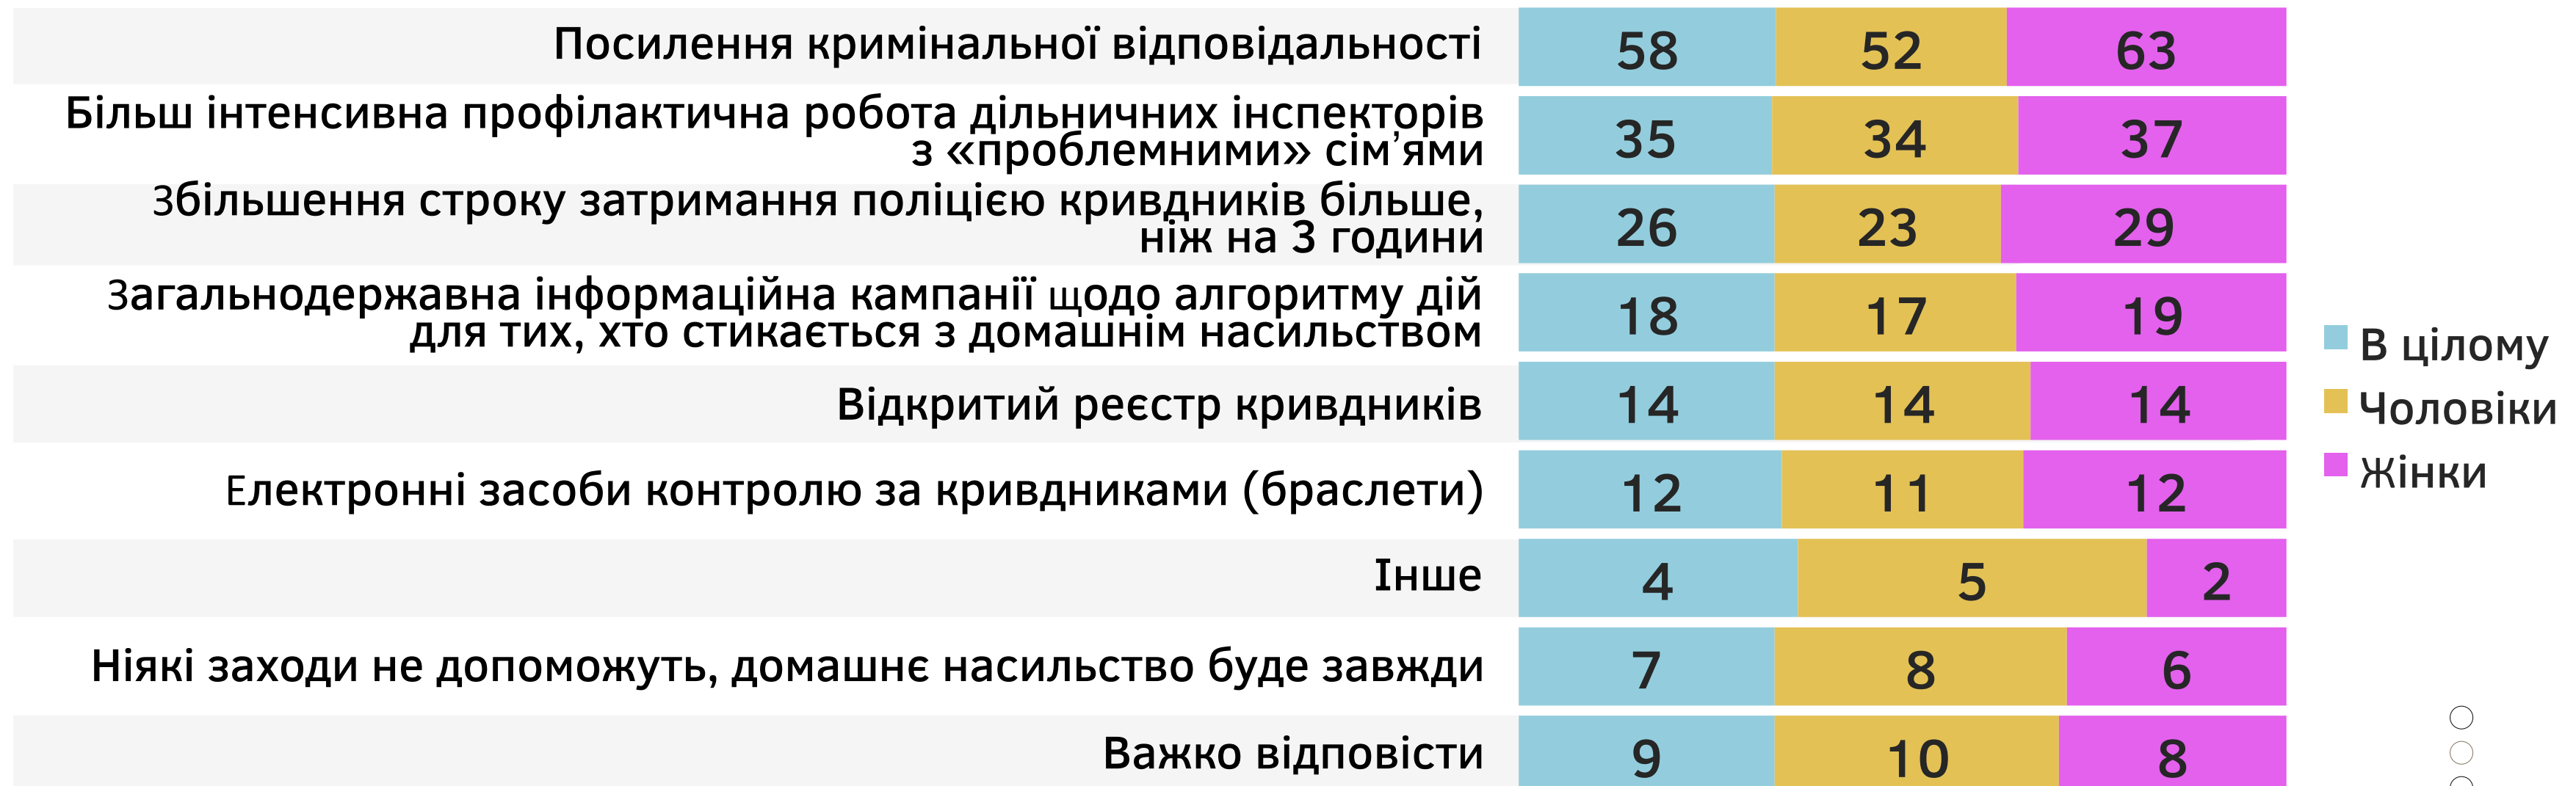 Посилення кримінальної відповідальності
58 52 63
Більш інтенсивна профілактична робота дільничних інспекторів
з «проблемними» сім’ями
35 34 37
Збільшення строку затримання поліцією кривдників більше,
ніж на 3 години
26 23 29
Загальнодержавна інформаційна кампанії щодо алгоритму дій
для тих, хто стикається з домашнім насильством
18 17 19
Відкритий реєстр кривдників
14 14 14
Електронні засоби контролю за кривдниками (браслети)
12 11 12
Інше
4 5 2
Ніякі заходи не допоможуть, домашнє насильство буде завжди
7 8 6
Важко відповісти
9 10 8
В цілому
Чоловіки
Жінки